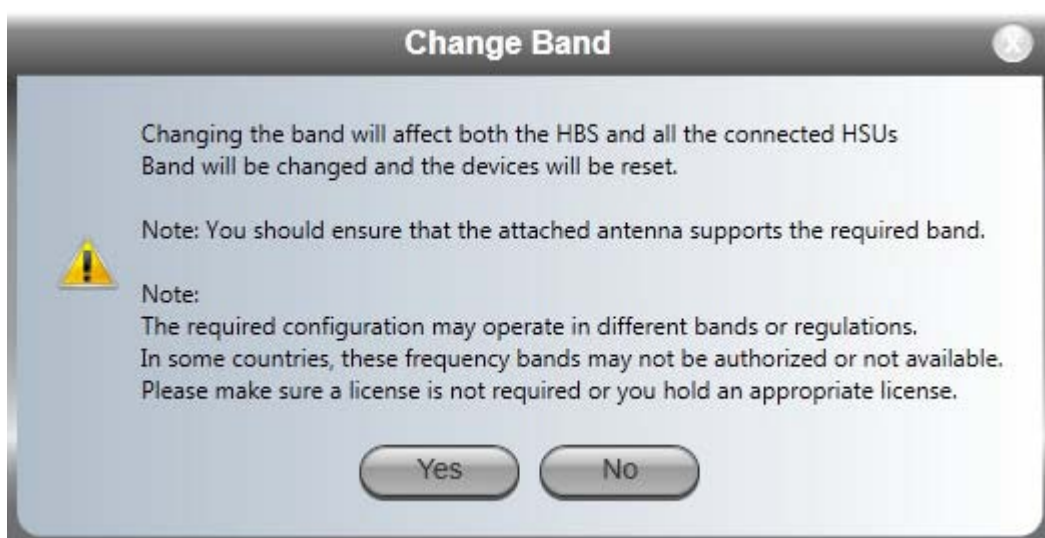 Change Band
Changing the band will affect both the HBS and all the connected HSUs
Band will be changed and the devices will be reset.
Note: You should ensure that the attached antenna supports the required band.
Note:
The required configuration may operate in different bands or regulations.
In some countries, these frequency bands may not be authorized or not available.
Please make sure a license is not required or you hold an appropriate license.
Yes No